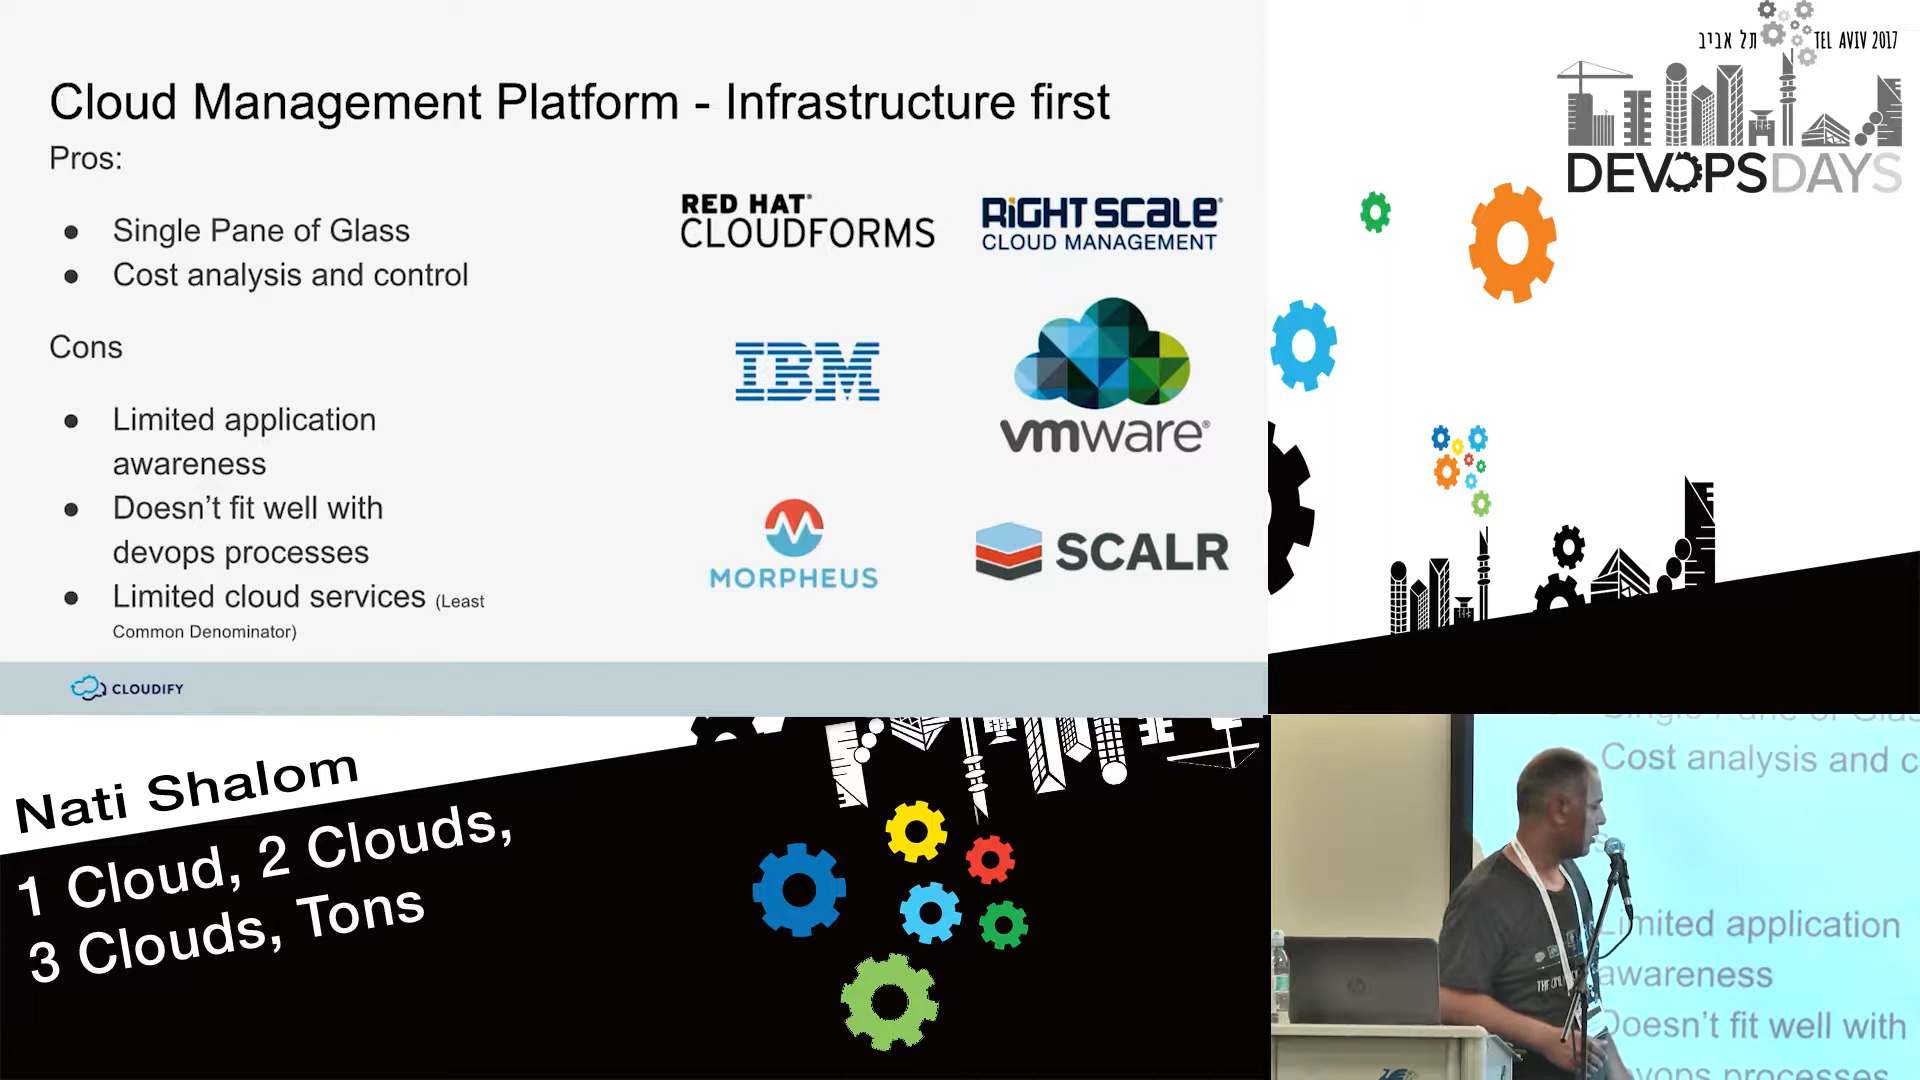 Cloud Management Platform - Infrastructure first
Pros:
● Single Pane of Glass
● Cost analysis and control
Cons
● Limited application
awareness
● Doesn’t fit well with
devops processes
● Limited cloud services (Least
Common Denominator)
RED HAT®
CLOUDFORMS
RiGHT SCaLe®
CLOUD MANAGEMENT
IBM
vmware®
MORPHEUS
SCALR
CLOUDIFY
תל אביב TEL AVIV 2017
DEVOPSDAYS
Nati Shalom
1 Cloud, 2 Clouds,
3 Clouds, Tons
Cost analysis and c
Limited application
awareness
Doesn’t fit well with
processes